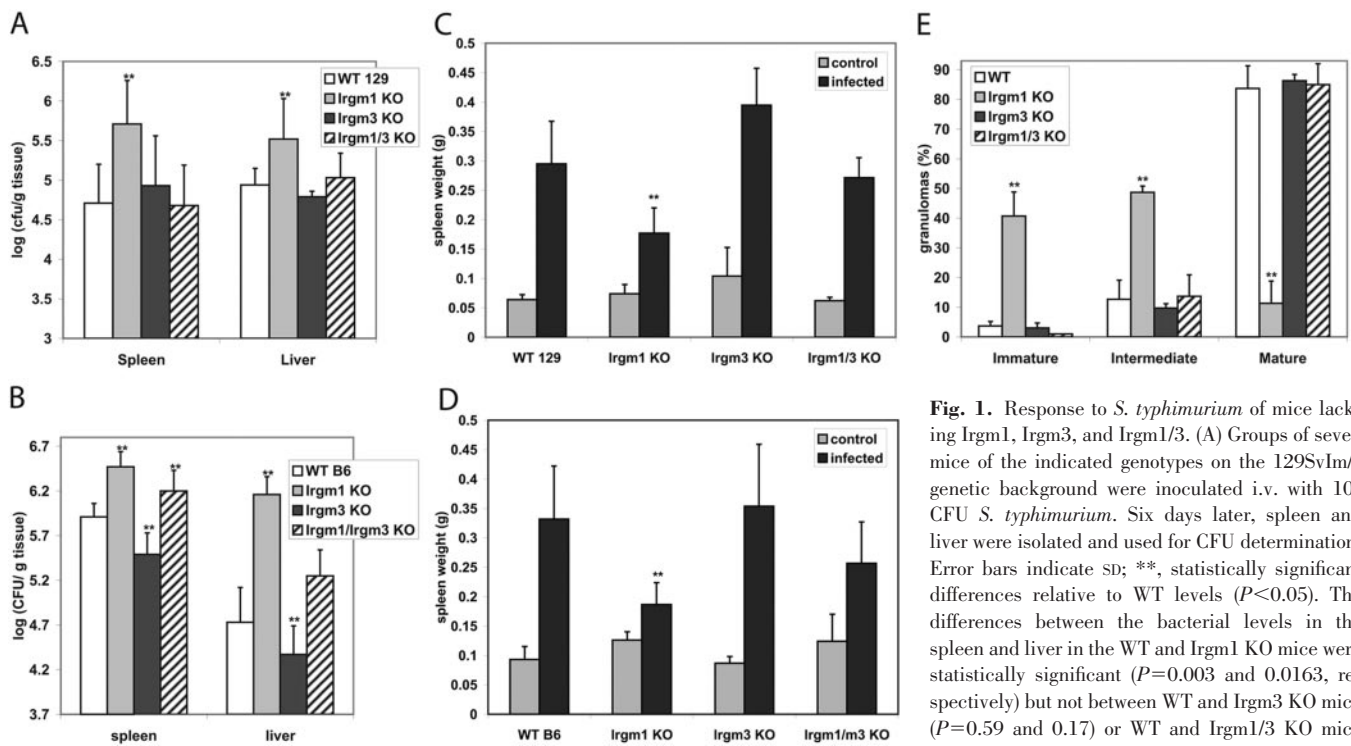 A
log (cfu/g tissue)
6.5
6
5.5
5
4.5
4
3.5
3
**
**
WT 129
Irgm1 KO
Irgm3 KO
Irgm1/3 KO
Spleen
Liver
B
log (CFU/ g tissue)
6.7
6.2
5.7
5.2
4.7
4.2
3.7
**
**
**
**
**
WT B6
Irgm1 KO
Irgm3 KO
Irgm1/Irgm3 KO
spleen
liver
C
spleen weight (g)
0.5
0.45
0.4
0.35
0.3
0.25
0.2
0.15
0.1
0.05
0
**
control
infected
WT 129
Irgm1 KO
Irgm3 KO
Irgm1/3 KO
D
spleen weight (g)
0.5
0.45
0.4
0.35
0.3
0.25
0.2
0.15
0.1
0.05
0
**
control
infected
WT B6
Irgm1 KO
Irgm3 KO
Irgm1/m3 KO
E
granulomas (%)
90
80
70
60
50
40
30
20
10
0
WT
Irgm1 KO
Irgm3 KO
Irgm1/3 KO
**
**
**
Immature
Intermediate
Mature
Fig. 1. Response to S. typhimurium of mice lack-
ing Irgm1, Irgm3, and Irgm1/3. (A) Groups of seve
mice of the indicated genotypes on the 129SvIm/
genetic background were inoculated i.v. with 10
CFU S. typhimurium. Six days later, spleen an
liver were isolated and used for CFU determination
Error bars indicate SD; **, statistically significan
differences relative to WT levels (P<0.05). Th
differences between the bacterial levels in th
spleen and liver in the WT and Irgm1 KO mice wer
statistically significant (P=0.003 and 0.0163, re
spectively) but not between WT and Irgm3 KO mic
(P=0.59 and 0.17) or WT and Irgm1/3 KO mic